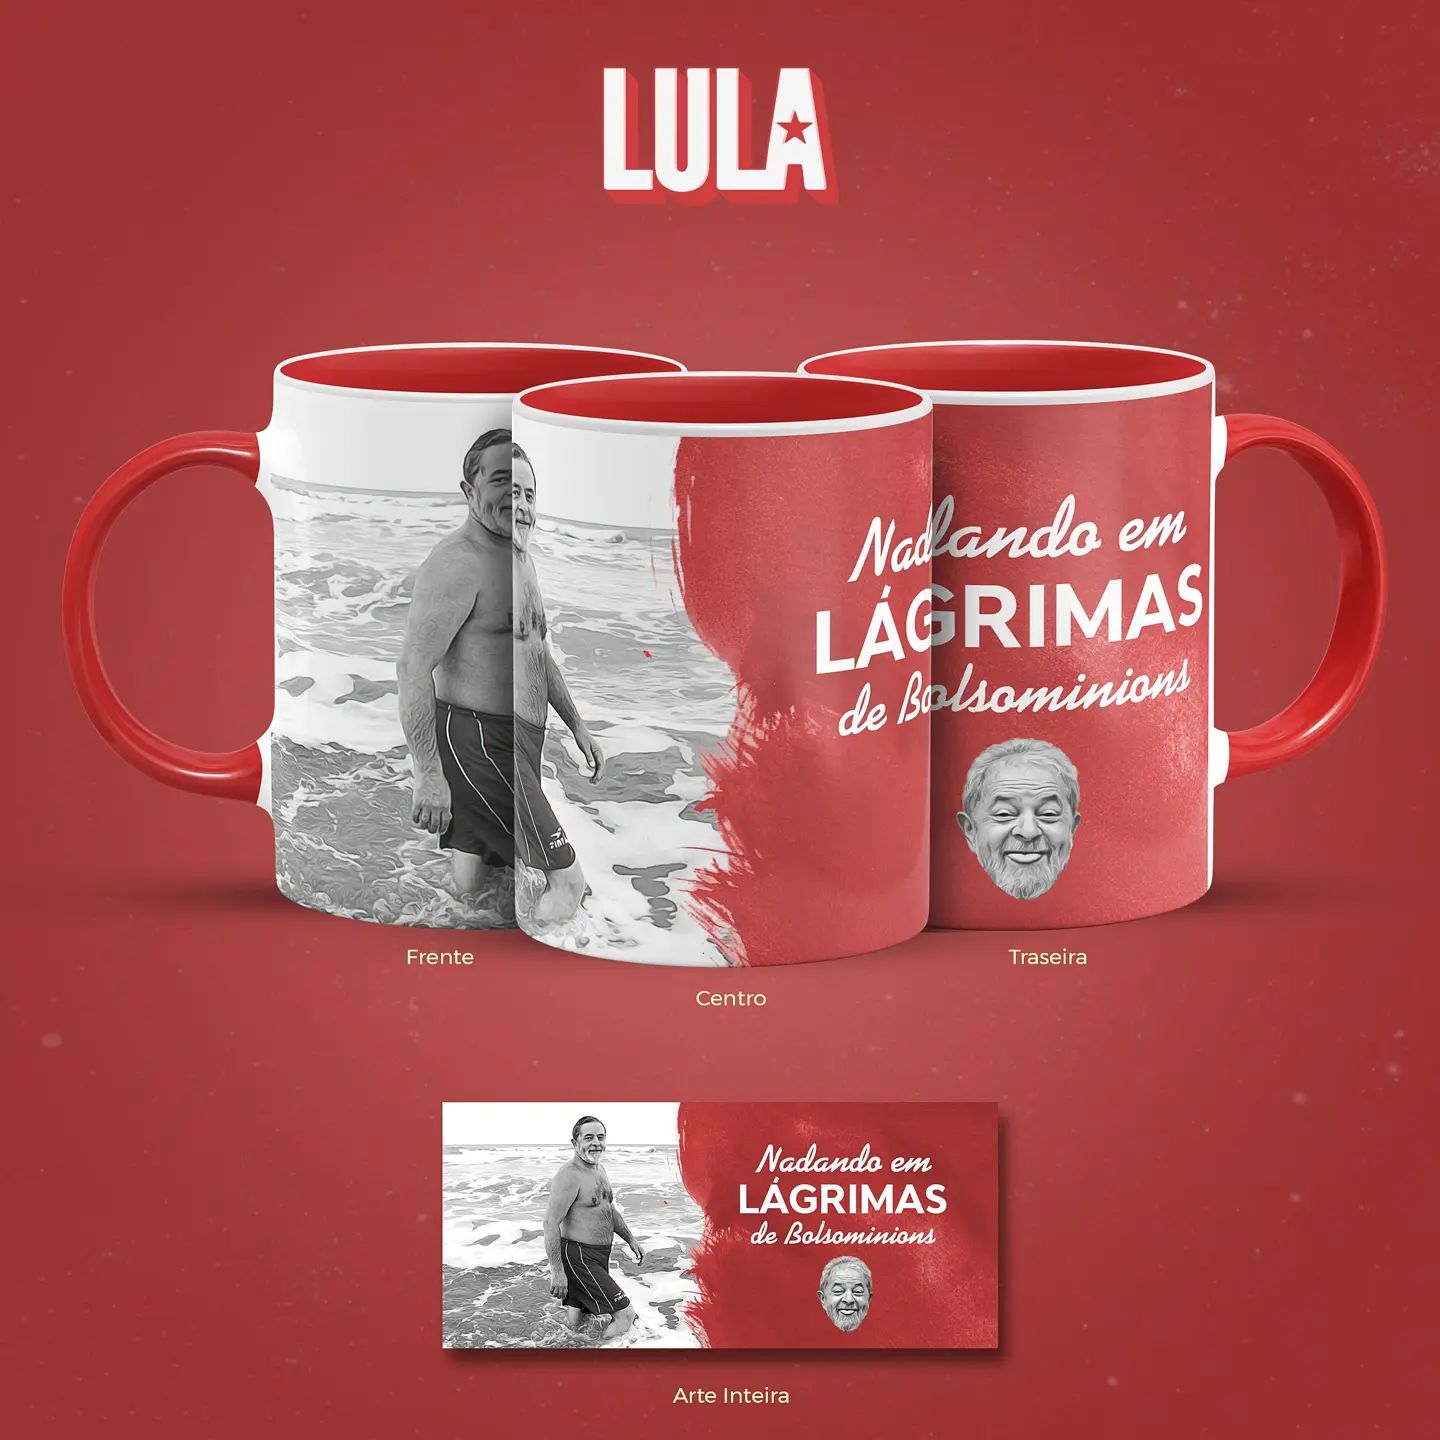 LULA
Nadando em
LÁGRIMAS
de Bolsominions
Frente
Centro
Traseira
Nadando em
LÁGRIMAS
de Bolsominions
Arte Inteira